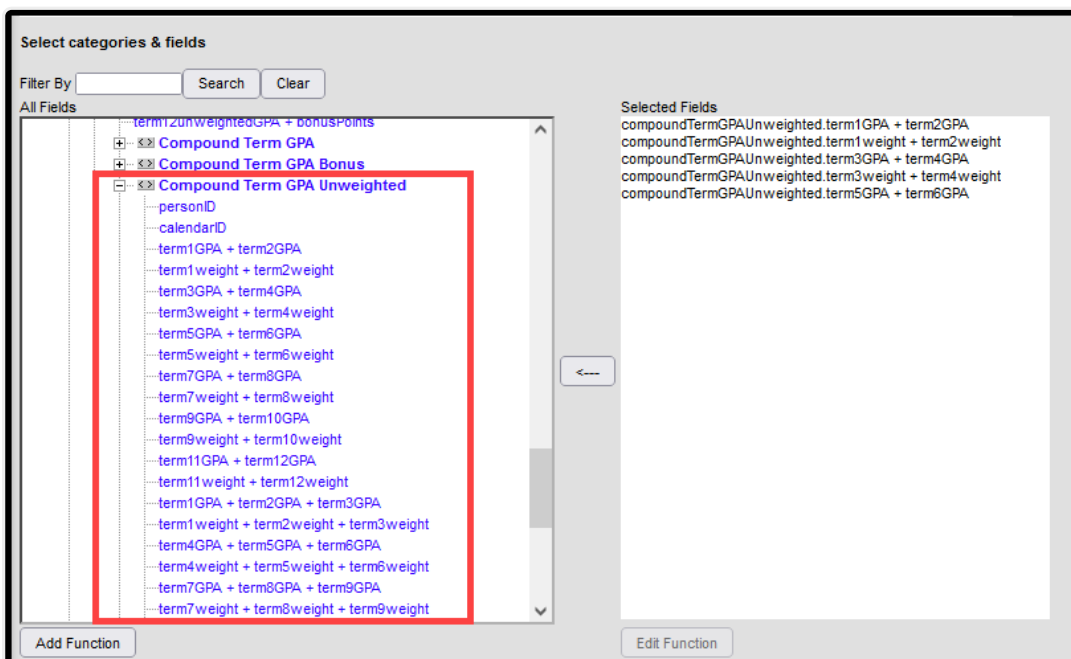 Select categories & fields
Filter By
Search
Clear
All Fields
term12unweightedGPA + bonusPoints
Compound Term GPA
Compound Term GPA Bonus
Compound Term GPA Unweighted
personID
calendarID
term1GPA + term2GPA
term1weight + term2weight
term3GPA + term4GPA
term3weight + term4weight
term5GPA + term6GPA
term5weight + term6weight
term7GPA + term8GPA
term7weight + term8weight
term9GPA + term10GPA
term9weight + term10weight
term11GPA + term12GPA
term11weight + term12weight
term1GPA + term2GPA + term3GPA
term1weight + term2weight + term3weight
term4GPA + term5GPA + term6GPA
term4weight + term5weight + term6weight
term7GPA + term8GPA + term9GPA
term7weight + term8weight + term9weight
Add Function
<---
Selected Fields
compoundTermGPAUnweighted.term1GPA + term2GPA
compoundTermGPAUnweighted.term1weight + term2weight
compoundTermGPAUnweighted.term3GPA + term4GPA
compoundTermGPAUnweighted.term3weight + term4weight
compoundTermGPAUnweighted.term5GPA + term6GPA
Edit Function